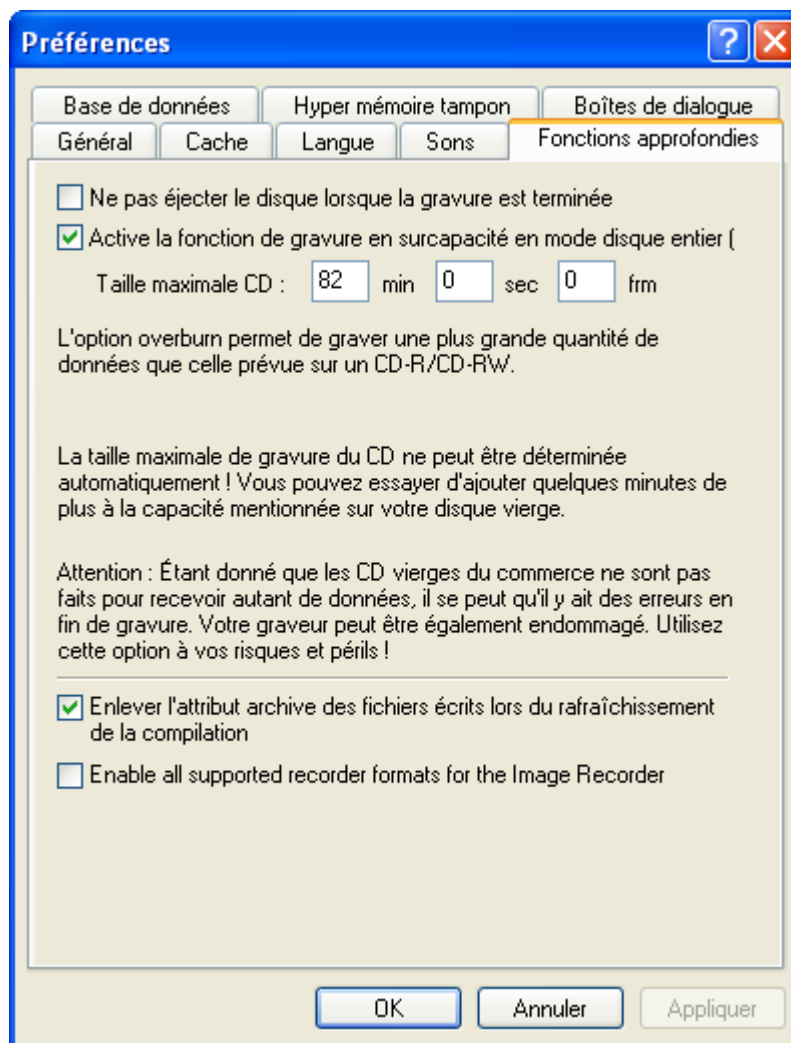 Préférences
Base de données
Hyper mémoire tampon
Boîtes de dialogue
Général
Cache
Langue
Sons
Fonctions approfondies
Ne pas éjecter le disque lorsque la gravure est terminée
Active la fonction de gravure en surcapacité en mode disque entier (
Taille maximale CD : 82 min 0 sec 0 frm
L'option overburn permet de graver une plus grande quantité de
données que celle prévue sur un CD-R/CD-RW.
La taille maximale de gravure du CD ne peut être déterminée
automatiquement ! Vous pouvez essayer d'ajouter quelques minutes de
plus à la capacité mentionnée sur votre disque vierge.
Attention : Étant donné que les CD vierges du commerce ne sont pas
faits pour recevoir autant de données, il se peut qu'il y ait des erreurs en
fin de gravure. Votre graveur peut être également endommagé. Utilisez
cette option à vos risques et périls !
Enlever l'attribut archive des fichiers écrits lors du rafraîchissement
de la compilation
Enable all supported recorder formats for the Image Recorder
OK
Annuler
Appliquer